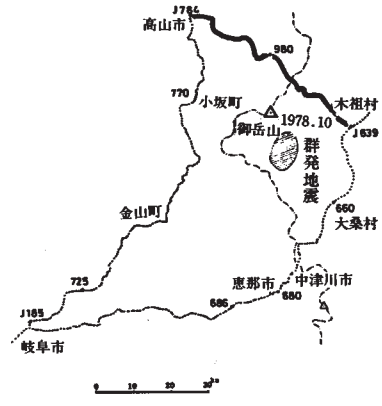 J784
高山市
980
770
小坂町
木祖村
1978.10
御岳山
J639
群発地震
660
大桑村
金山町
725
恵那市
中津川市
J185
686
680
岐阜市
0 10 20 30 km